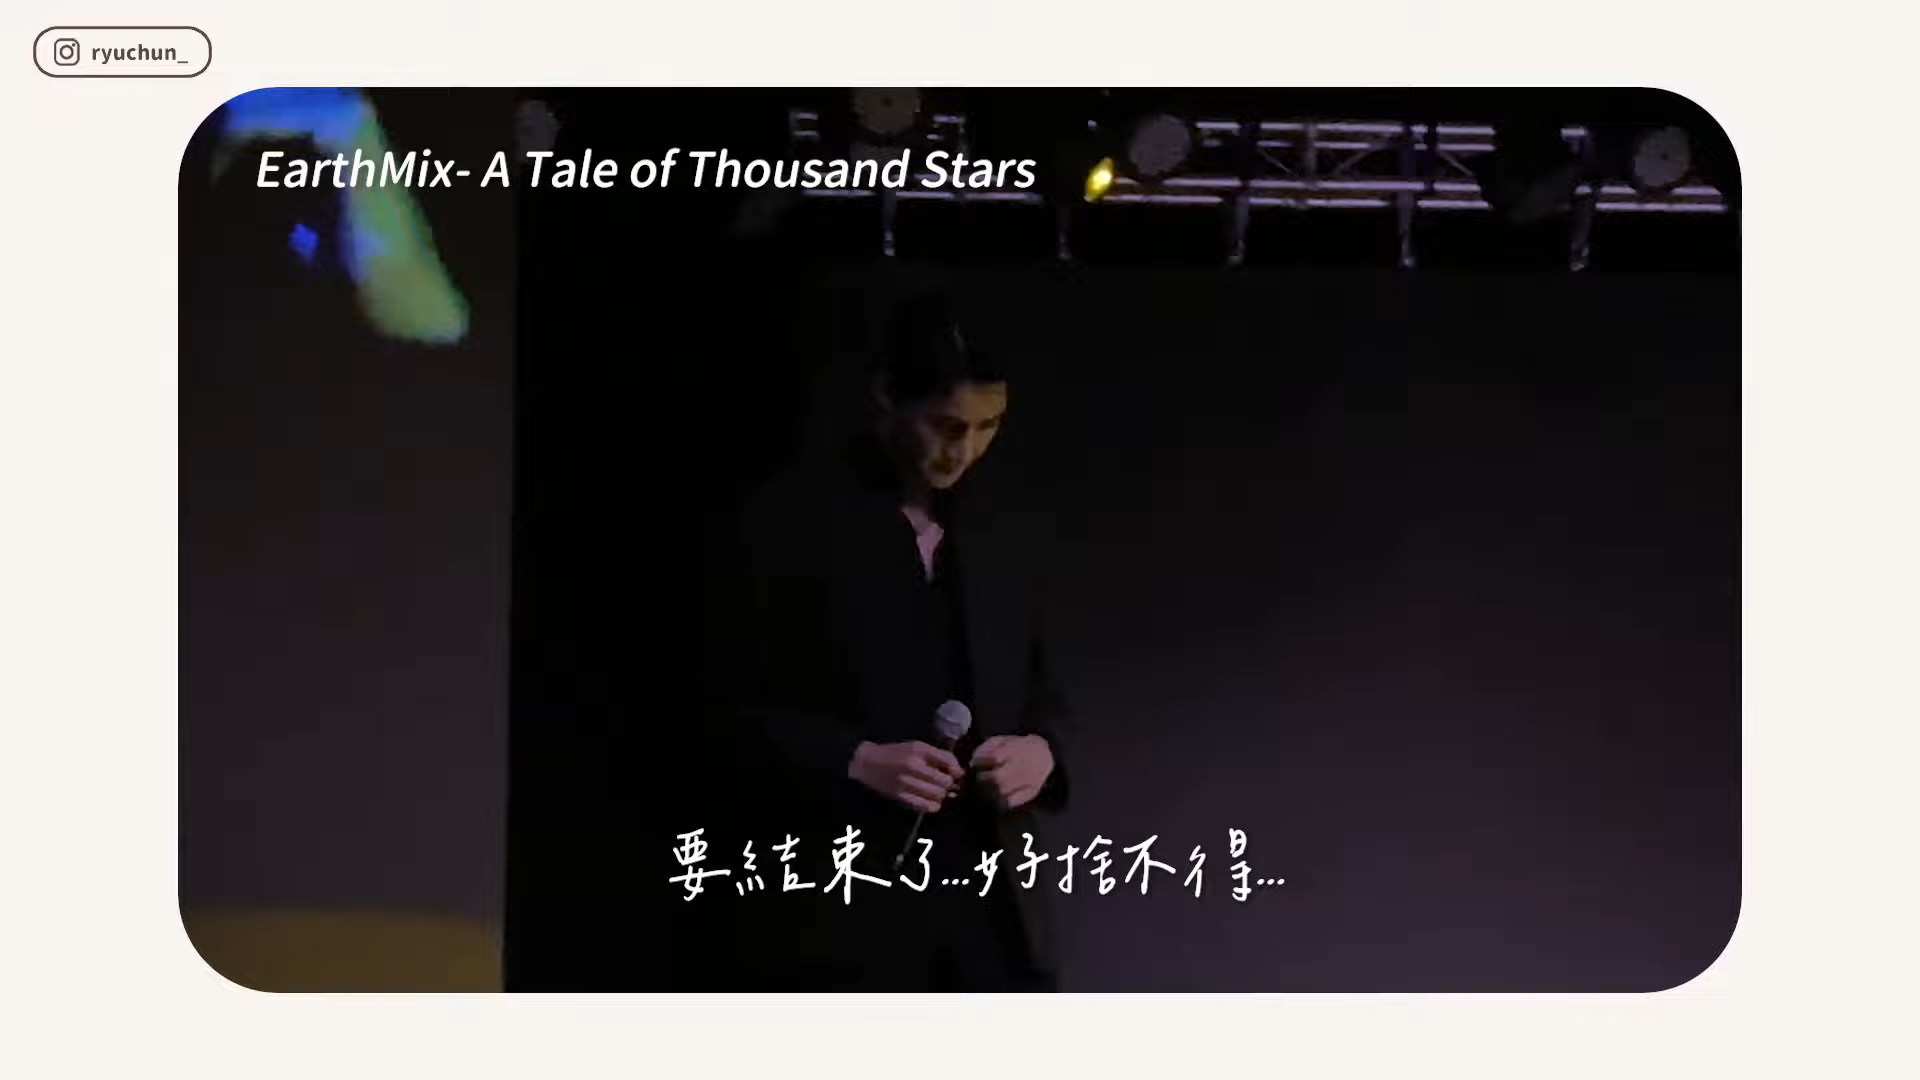 ryuchun_
EarthMix- A Tale of Thousand Stars
要結束了...好捨不得...